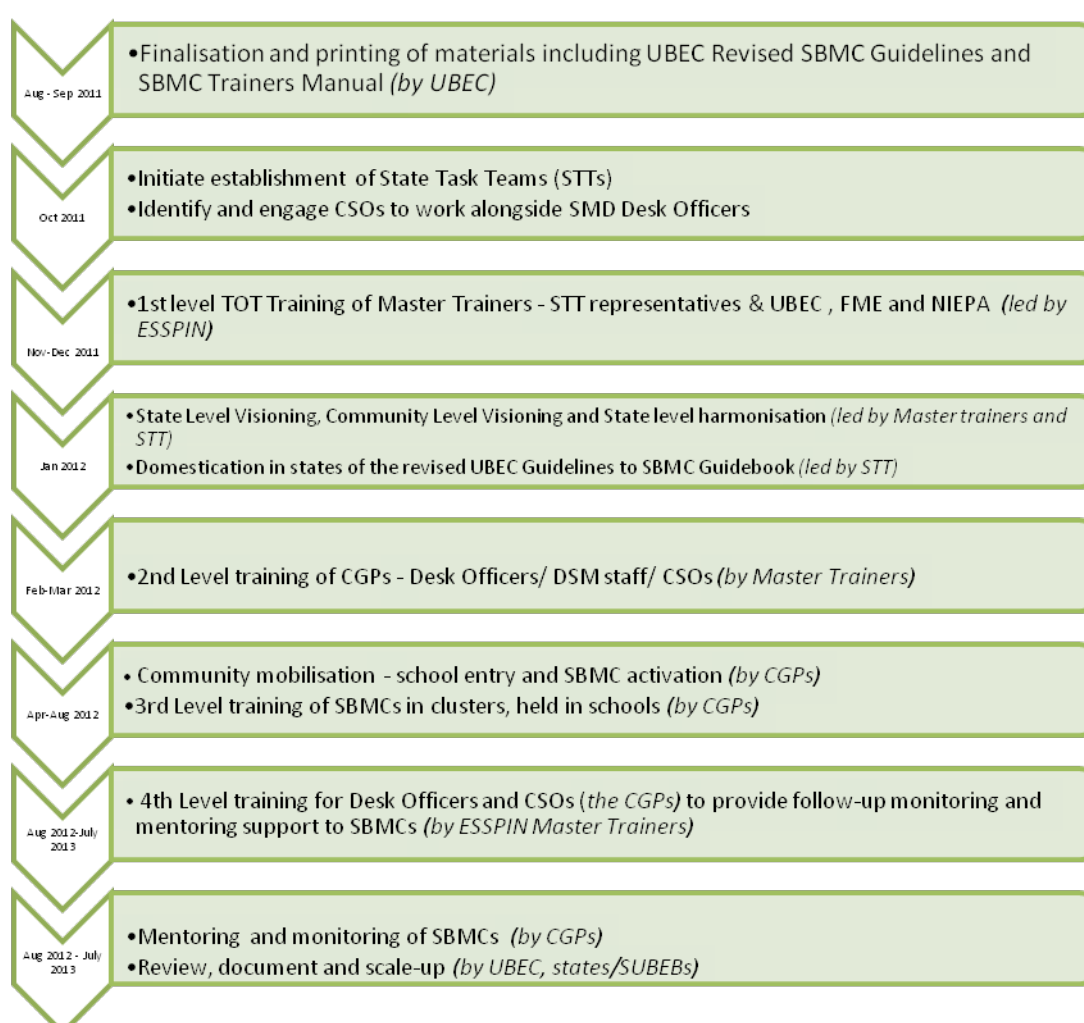 Aug - Sep 2011
•Finalisation and printing of materials including UBEC Revised SBMC Guidelines and
SBMC Trainers Manual (by UBEC)
Oct 2011
•Initiate establishment of State Task Teams (STTs)
•Identify and engage CSOs to work alongside SMD Desk Officers
Nov-Dec 2011
•1st level TOT Training of Master Trainers - STT representatives & UBEC , FME and NIEPA (led by
ESSPIN)
Jan 2012
•State Level Visioning, Community Level Visioning and State level harmonisation (led by Master trainers and
STT)
•Domestication in states of the revised UBEC Guidelines to SBMC Guidebook (led by STT)
Feb-Mar 2012
•2nd Level training of CGPs - Desk Officers/ DSM staff/ CSOs (by Master Trainers)
Apr-Aug 2012
• Community mobilisation - school entry and SBMC activation (by CGPs)
•3rd Level training of SBMCs in clusters, held in schools (by CGPs)
Aug 2012-July
2013
• 4th Level training for Desk Officers and CSOs (the CGPs) to provide follow-up monitoring and
mentoring support to SBMCs (by ESSPIN Master Trainers)
Aug 2012 - July
2013
•Mentoring and monitoring of SBMCs (by CGPs)
•Review, document and scale-up (by UBEC, states/SUBEBs)